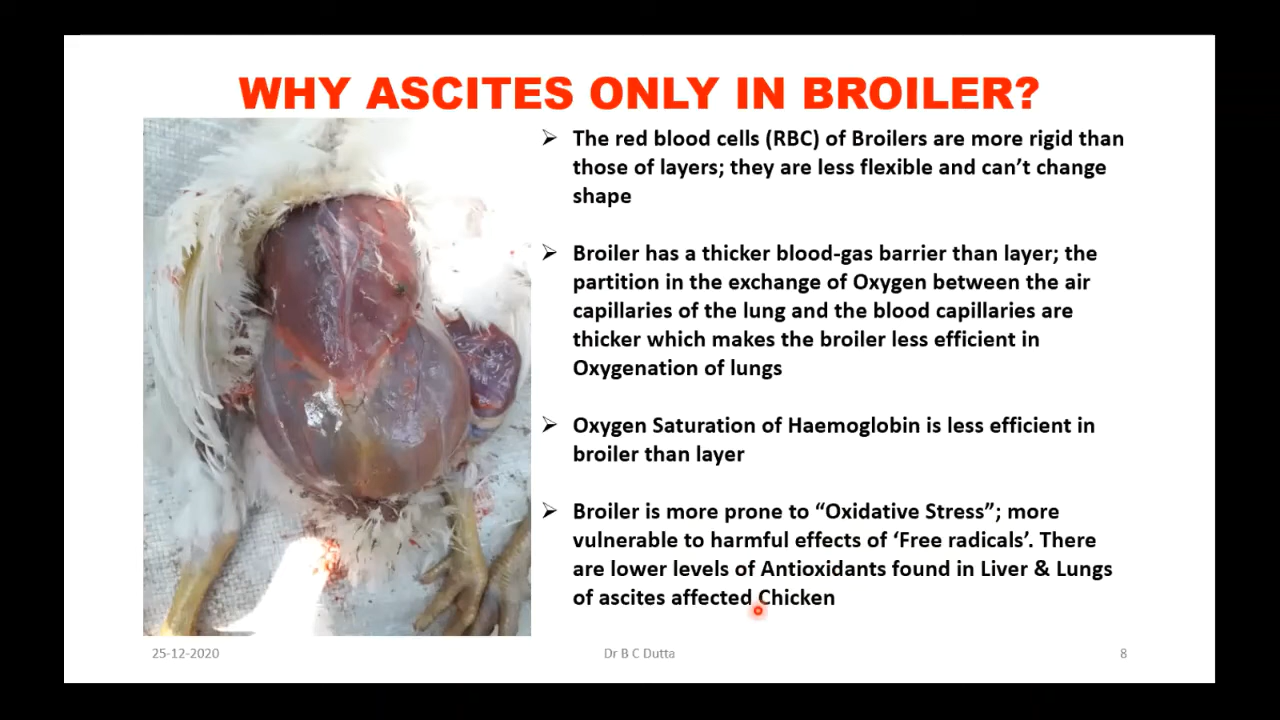 WHY ASCITES ONLY IN BROILER?
➢ The red blood cells (RBC) of Broilers are more rigid than
those of layers; they are less flexible and can't change
shape
➢ Broiler has a thicker blood-gas barrier than layer; the
partition in the exchange of Oxygen between the air
capillaries of the lung and the blood capillaries are
thicker which makes the broiler less efficient in
Oxygenation of lungs
➢ Oxygen Saturation of Haemoglobin is less efficient in
broiler than layer
➢ Broiler is more prone to “Oxidative Stress”; more
vulnerable to harmful effects of ‘Free radicals’. There
are lower levels of Antioxidants found in Liver & Lungs
of ascites affected Chicken
25-12-2020
Dr B C Dutta
8